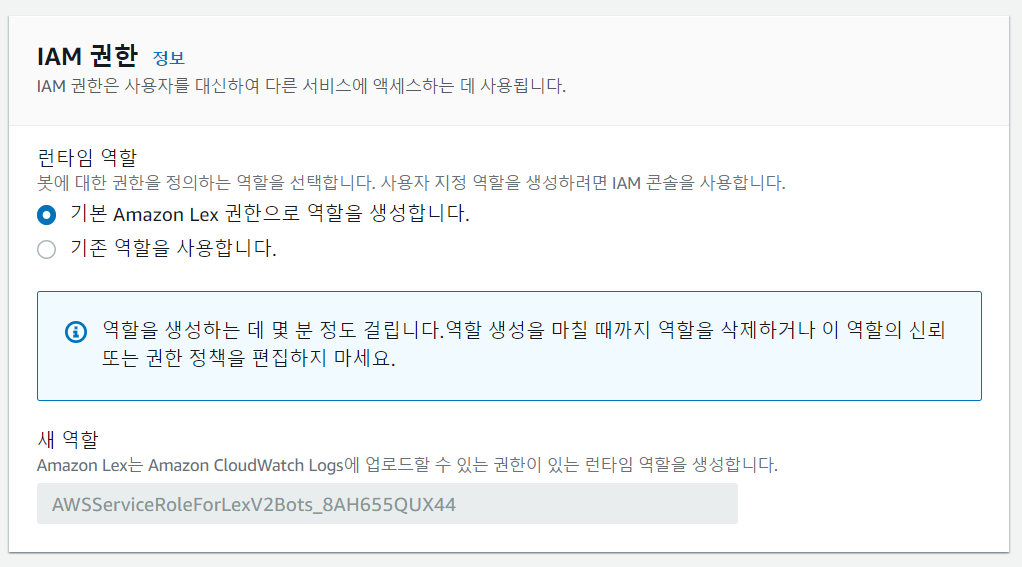 IAM 권한 정보
IAM 권한은 사용자를 대신하여 다른 서비스에 액세스하는 데 사용됩니다.
런타임 역할
봇에 대한 권한을 정의하는 역할을 선택합니다. 사용자 지정 역할을 생성하려면 IAM 콘솔을 사용합니다.
기본 Amazon Lex 권한으로 역할을 생성합니다.
기존 역할을 사용합니다.
역할을 생성하는 데 몇 분 정도 걸립니다.역할 생성을 마칠 때까지 역할을 삭제하거나 이 역할의 신뢰
또는 권한 정책을 편집하지 마세요.
새 역할
Amazon Lex는 Amazon CloudWatch Logs에 업로드할 수 있는 권한이 있는 런타임 역할을 생성합니다.
AWSServiceRoleForLexV2Bots_8AH655QUX44